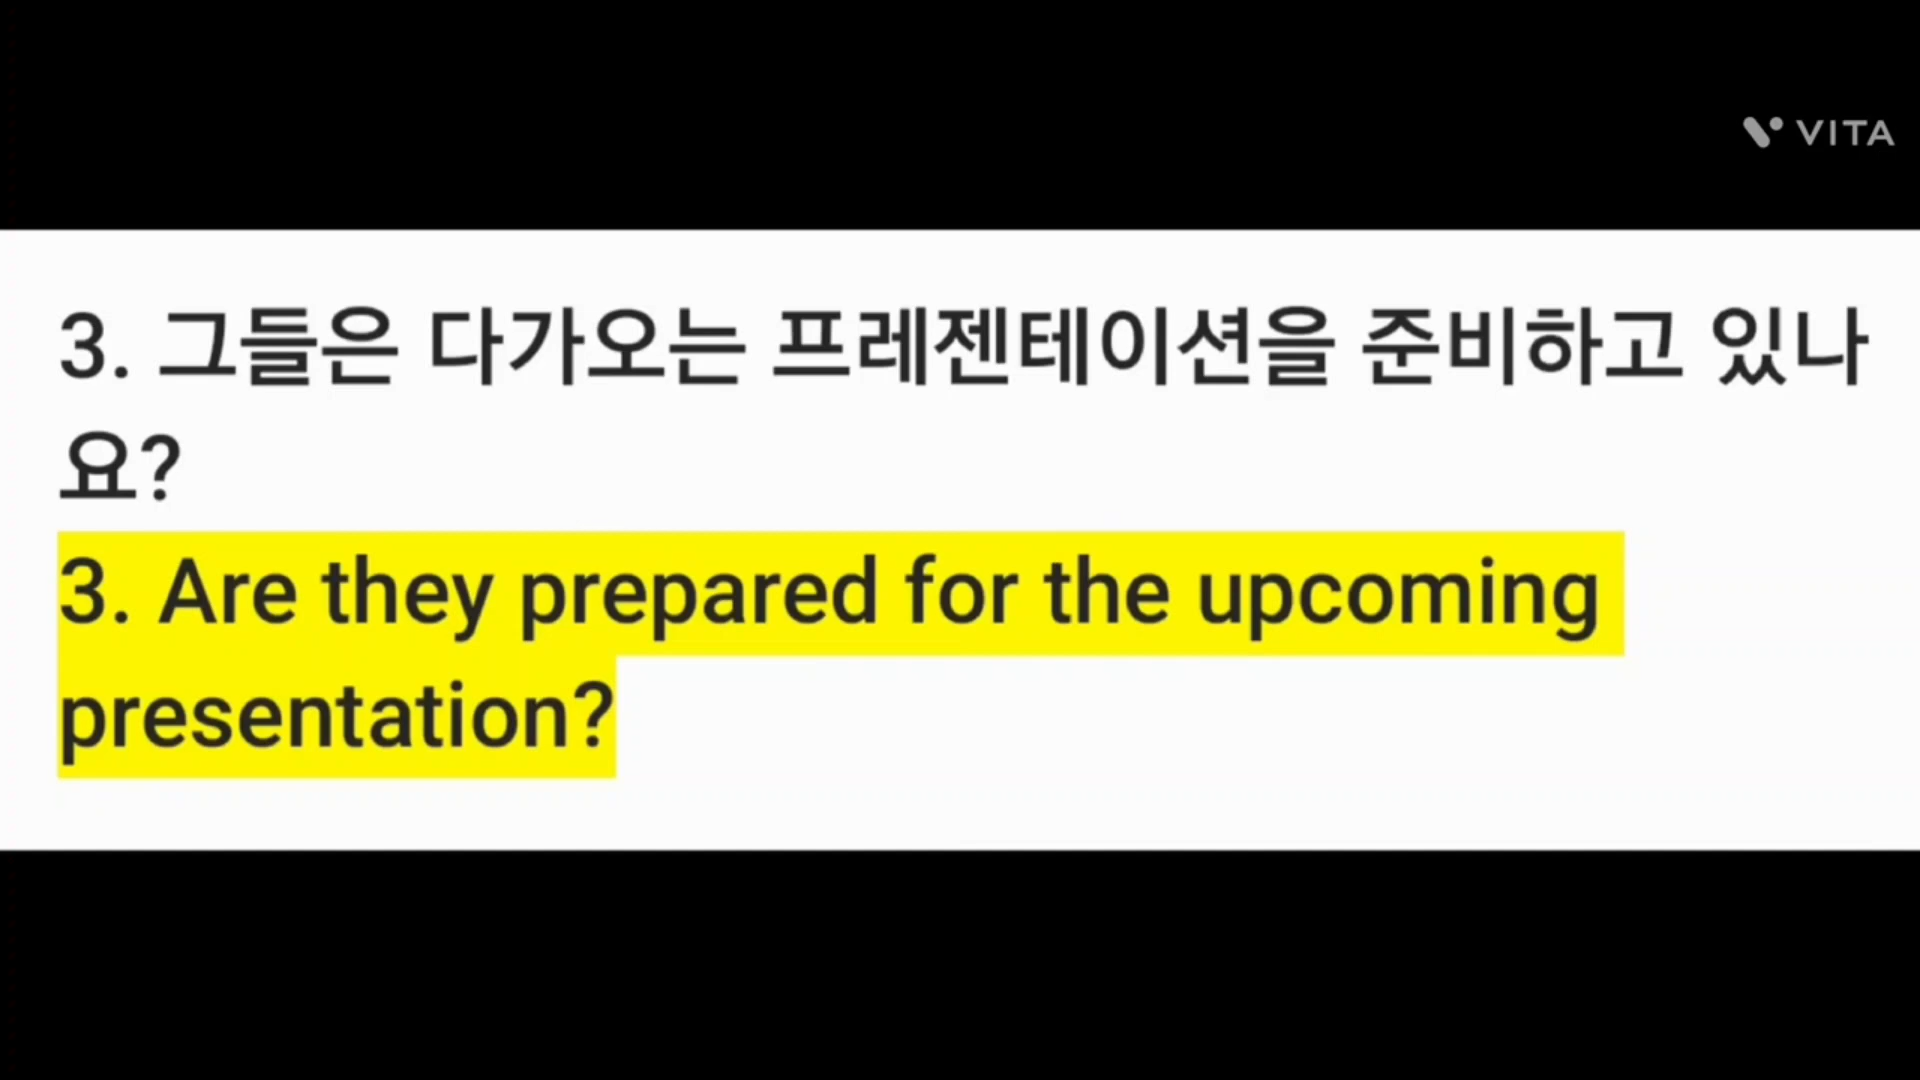 VITA
3. 그들은 다가오는 프레젠테이션을 준비하고 있나
요?
3. Are they prepared for the upcoming
presentation?